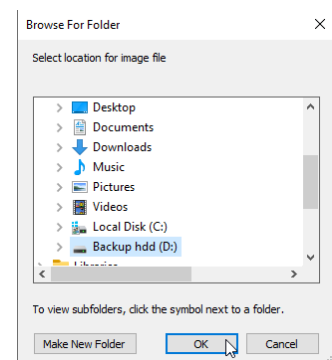 Browse For Folder
Select location for image file
Desktop
Documents
Downloads
Music
Pictures
Videos
Local Disk (C:)
Backup hdd (D:)
To view subfolders, click the symbol next to a folder.
Make New Folder OK Cancel